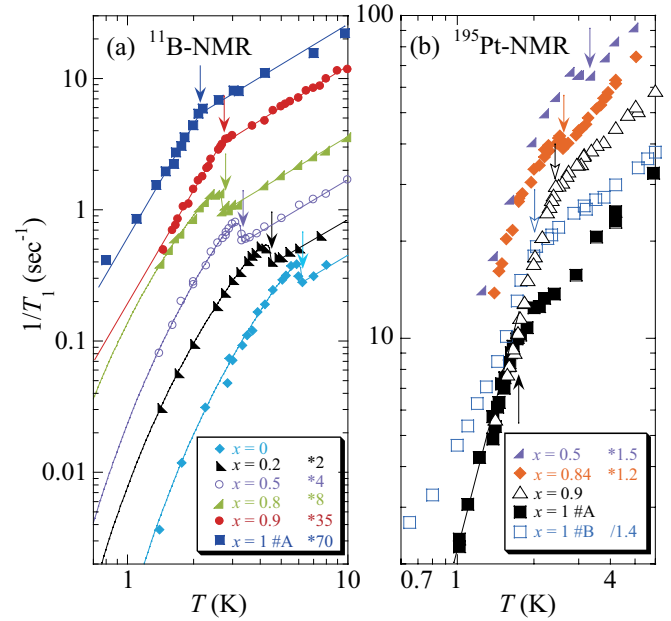 (a) ¹¹B-NMR
10
1
0.1
0.01
1/T₁ (sec⁻¹)
x = 0
x = 0.2 *2
x = 0.5 *4
x = 0.8 *8
x = 0.9 *35
x = 1 #A *70
1 10
T (K)
100
(b) ¹⁹⁵Pt-NMR
10
x = 0.5 *1.5
x = 0.84 *1.2
x = 0.9
x = 1 #A
x = 1 #B /1.4
0.7 1 4
T (K)